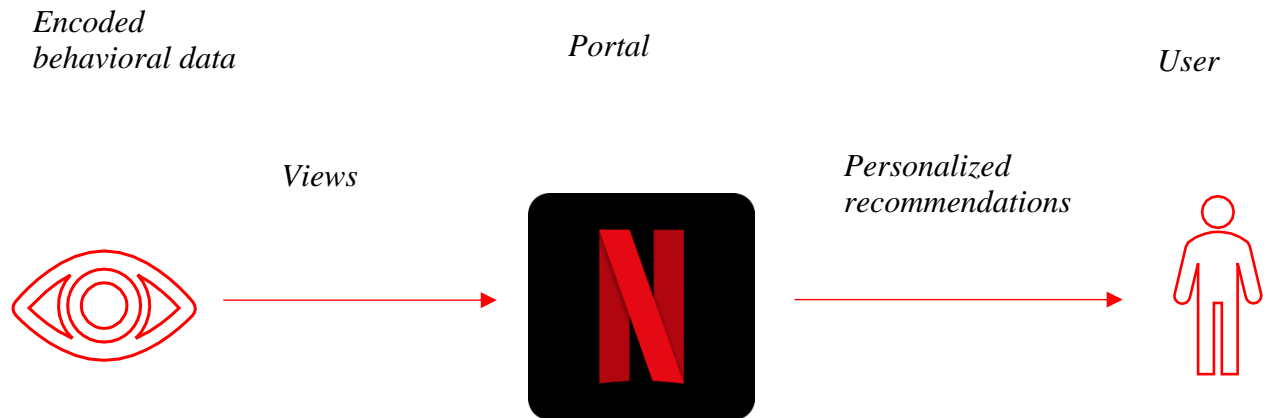 Encoded
behavioral data
Portal
User
Views
Personalized
recommendations
N